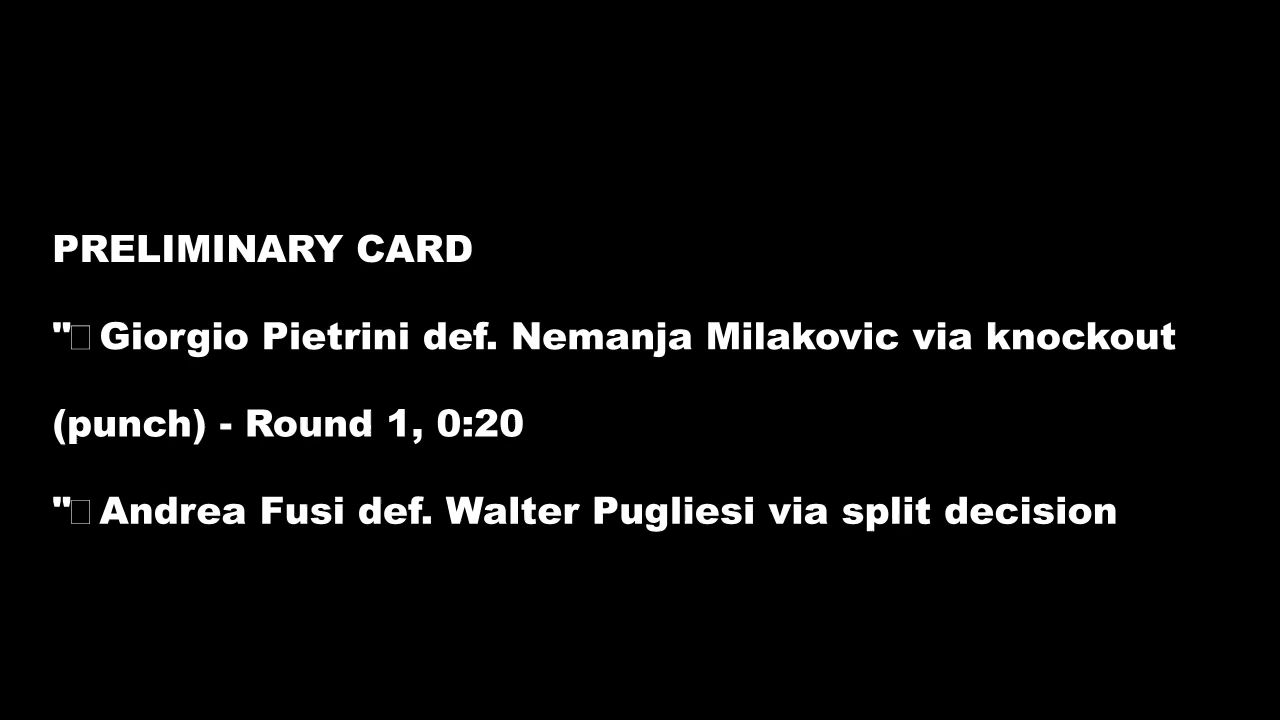 PRELIMINARY CARD
"□ Giorgio Pietrini def. Nemanja Milakovic via knockout
(punch) - Round 1, 0:20
"□ Andrea Fusi def. Walter Pugliesi via split decision